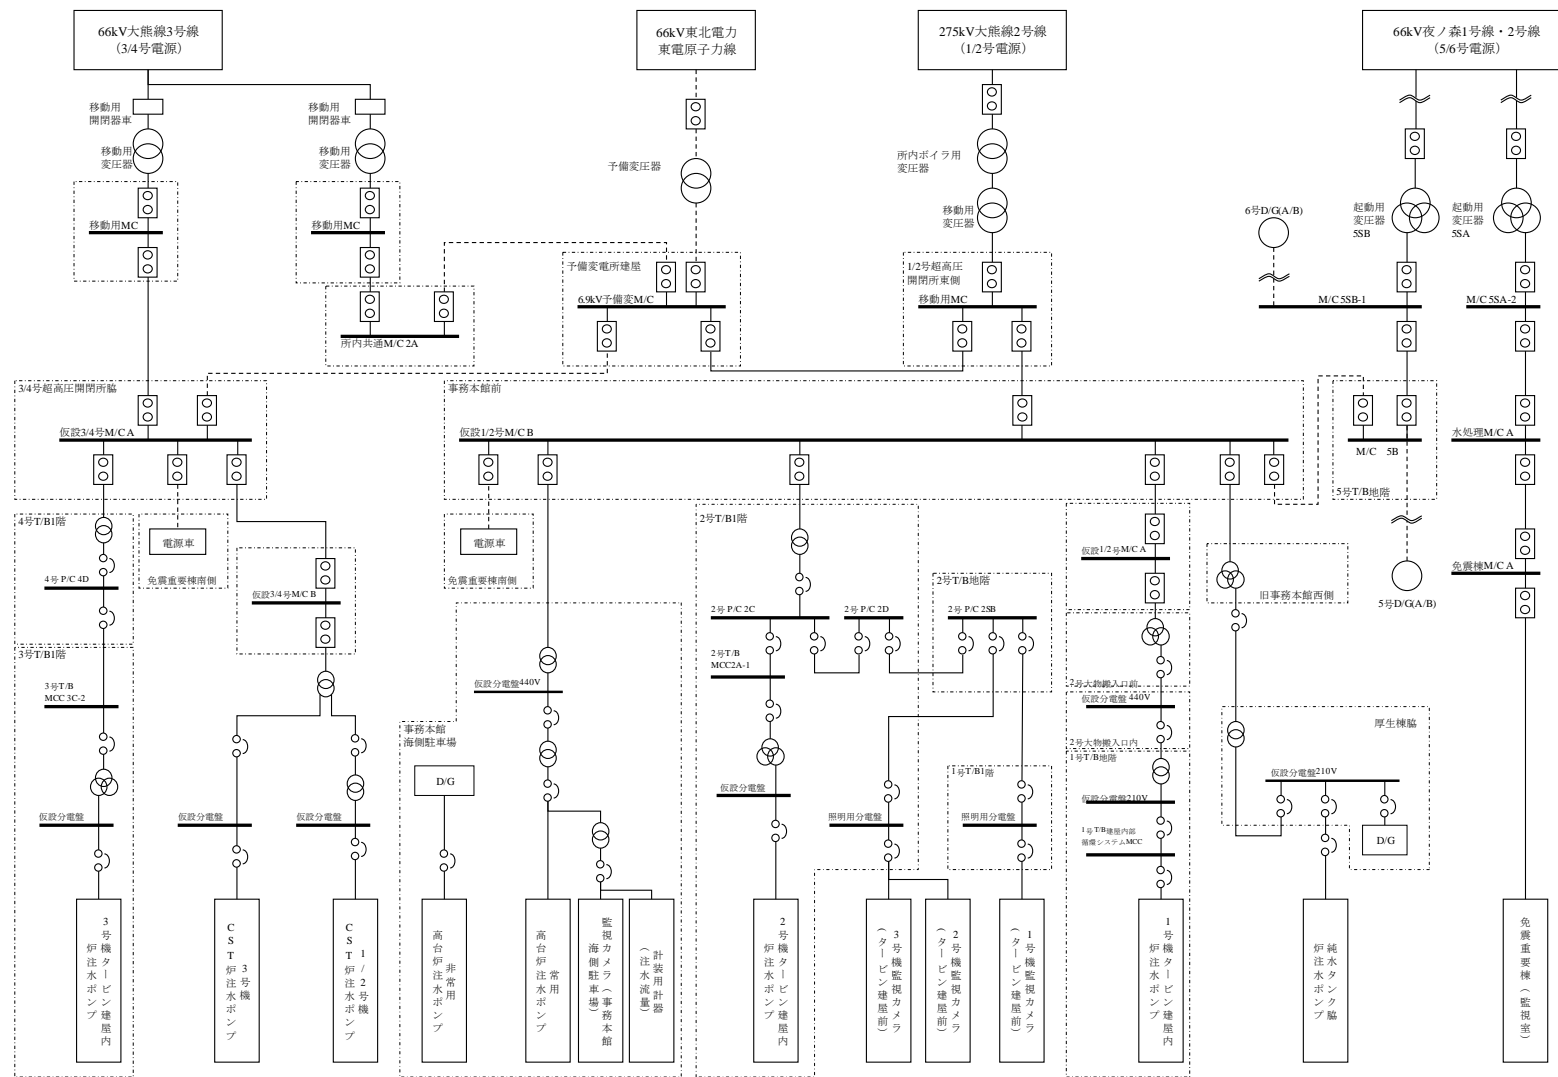 66kV大熊線3号線
(3/4号電源)
66kV東北電力
東電原子力線
275kV大熊線2号線
(1/2号電源)
66kV夜ノ森1号線・2号線
(5/6号電源)
移動用
開閉器車
移動用
開閉器車
移動用
変圧器
移動用
変圧器
予備変圧器
所内ボイラ用
変圧器
移動用
変圧器
6号D/G(A/B)
起動用
変圧器
5SB
起動用
変圧器
5SA
移動用MC
移動用MC
予備変電所建屋
6.9kV予備変M/C
1/2号超高圧
開閉所東側
移動用MC
M/C 5SB-1
M/C 5SA-2
所内共通M/C 2A
3/4号超高圧開閉所脇
仮設3/4号M/C A
事務本館前
仮設1/2号M/C B
M/C 5B
5号T/B地階
水処理M/C A
4号T/B1階
4号 P/C 4D
電源車
免震重要棟南側
仮設3/4号M/C B
電源車
免震重要棟南側
2号T/B1階
2号 P/C 2C
2号 P/C 2D
2号T/B地階
2号 P/C 2SB
仮設1/2号M/C A
旧事務本館西側
5号D/G(A/B)
免震棟M/C A
3号T/B1階
3号T/B
MCC 3C-2
仮設分電盤440V
2号T/B
MCC2A-1
2号大物搬入口前
仮設分電盤 440V
2号大物搬入口内
事務本館
海側駐車場
D/G
厚生棟脇
仮設分電盤210V
D/G
1号T/B1階
1号T/B地階
仮設分電盤210V
1号T/B建屋内部
循環システムMCC
仮設分電盤
仮設分電盤
仮設分電盤
仮設分電盤
照明用分電盤
照明用分電盤
3号機タービン建屋内
炉注水ポンプ
3号機
CST炉注水ポンプ
1/2号機
CST炉注水ポンプ
非常用
高台炉注水ポンプ
常用
高台炉注水ポンプ
監視カメラ(事務本館
海側駐車場)
計装用計器
(注水流量)
2号機タービン建屋内
炉注水ポンプ
3号機監視カメラ
(タービン建屋前)
2号機監視カメラ
(タービン建屋前)
1号機監視カメラ
(タービン建屋前)
1号機タービン建屋内
炉注水ポンプ
純水タンク脇
炉注水ポンプ
免震重要棟(監視室)